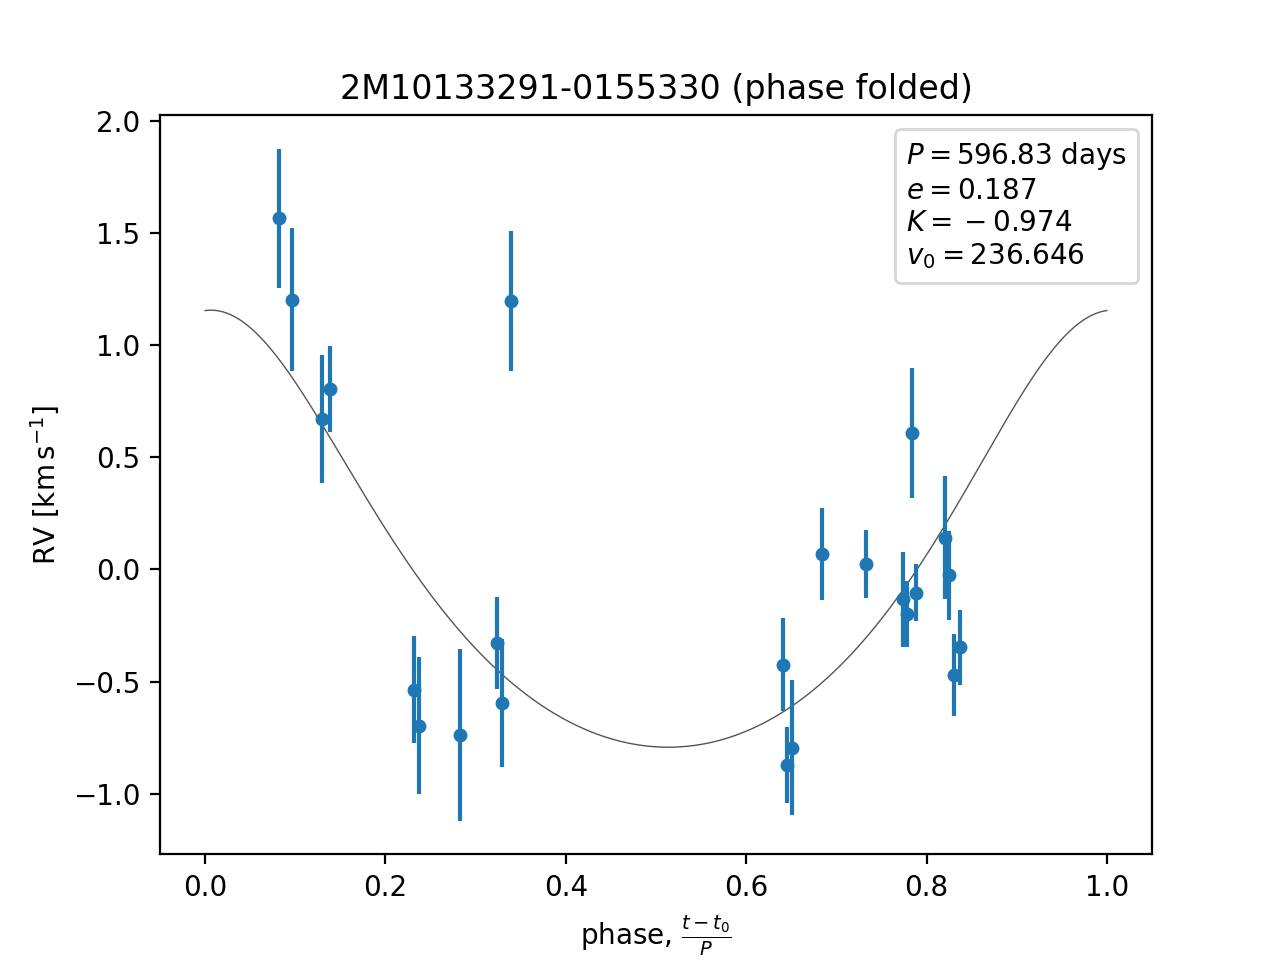 2M10133291-0155330 (phase folded)
P = 596.83 days
e = 0.187
K = −0.974
v₀ = 236.646
2.0
1.5
1.0
0.5
0.0
−0.5
−1.0
RV [km s⁻¹]
0.0 0.2 0.4 0.6 0.8 1.0
phase, (t − t₀)/P